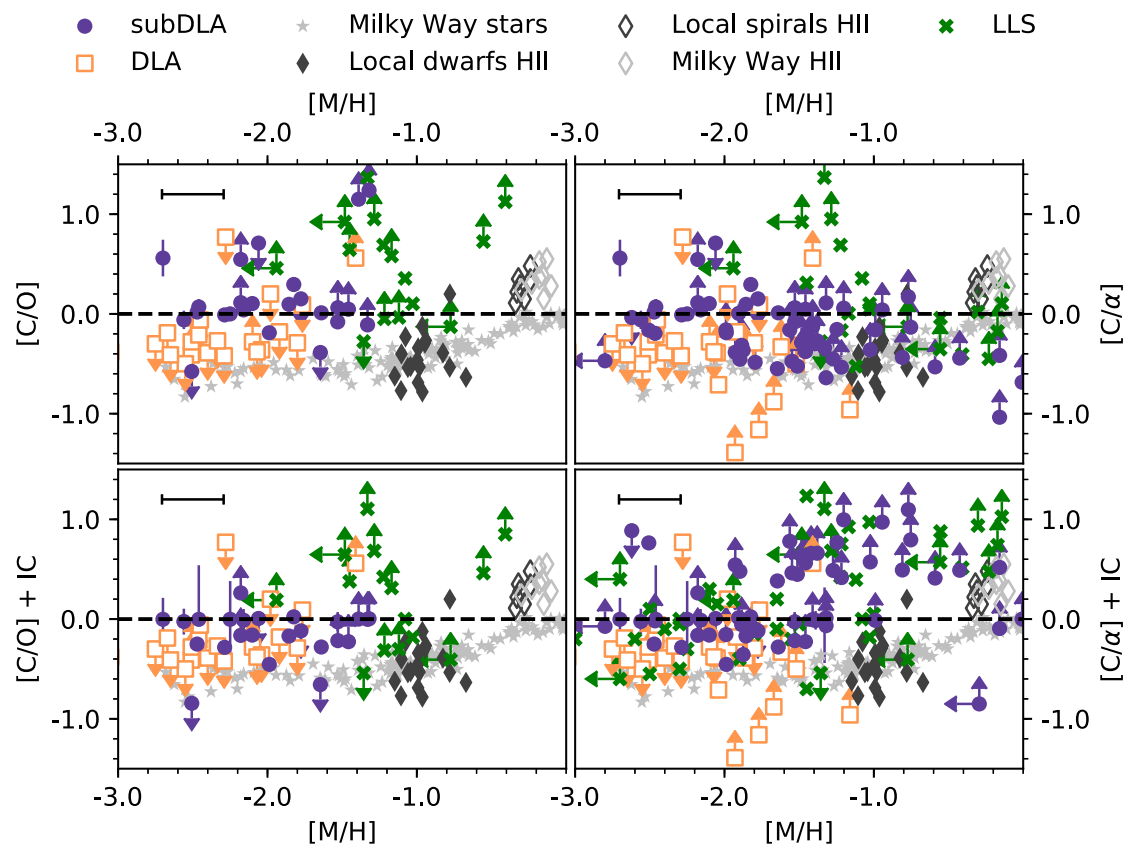 subDLA Milky Way stars Local spirals HII LLS
DLA Local dwarfs HII Milky Way HII
[M/H] [M/H]
-3.0 -2.0 -1.0 -3.0 -2.0 -1.0
1.0 1.0
[C/O] 0.0 0.0 [C/α]
-1.0 -1.0
1.0 1.0
[C/O] + IC 0.0 0.0 [C/α] + IC
-1.0 -1.0
-3.0 -2.0 -1.0 -3.0 -2.0 -1.0
[M/H] [M/H]